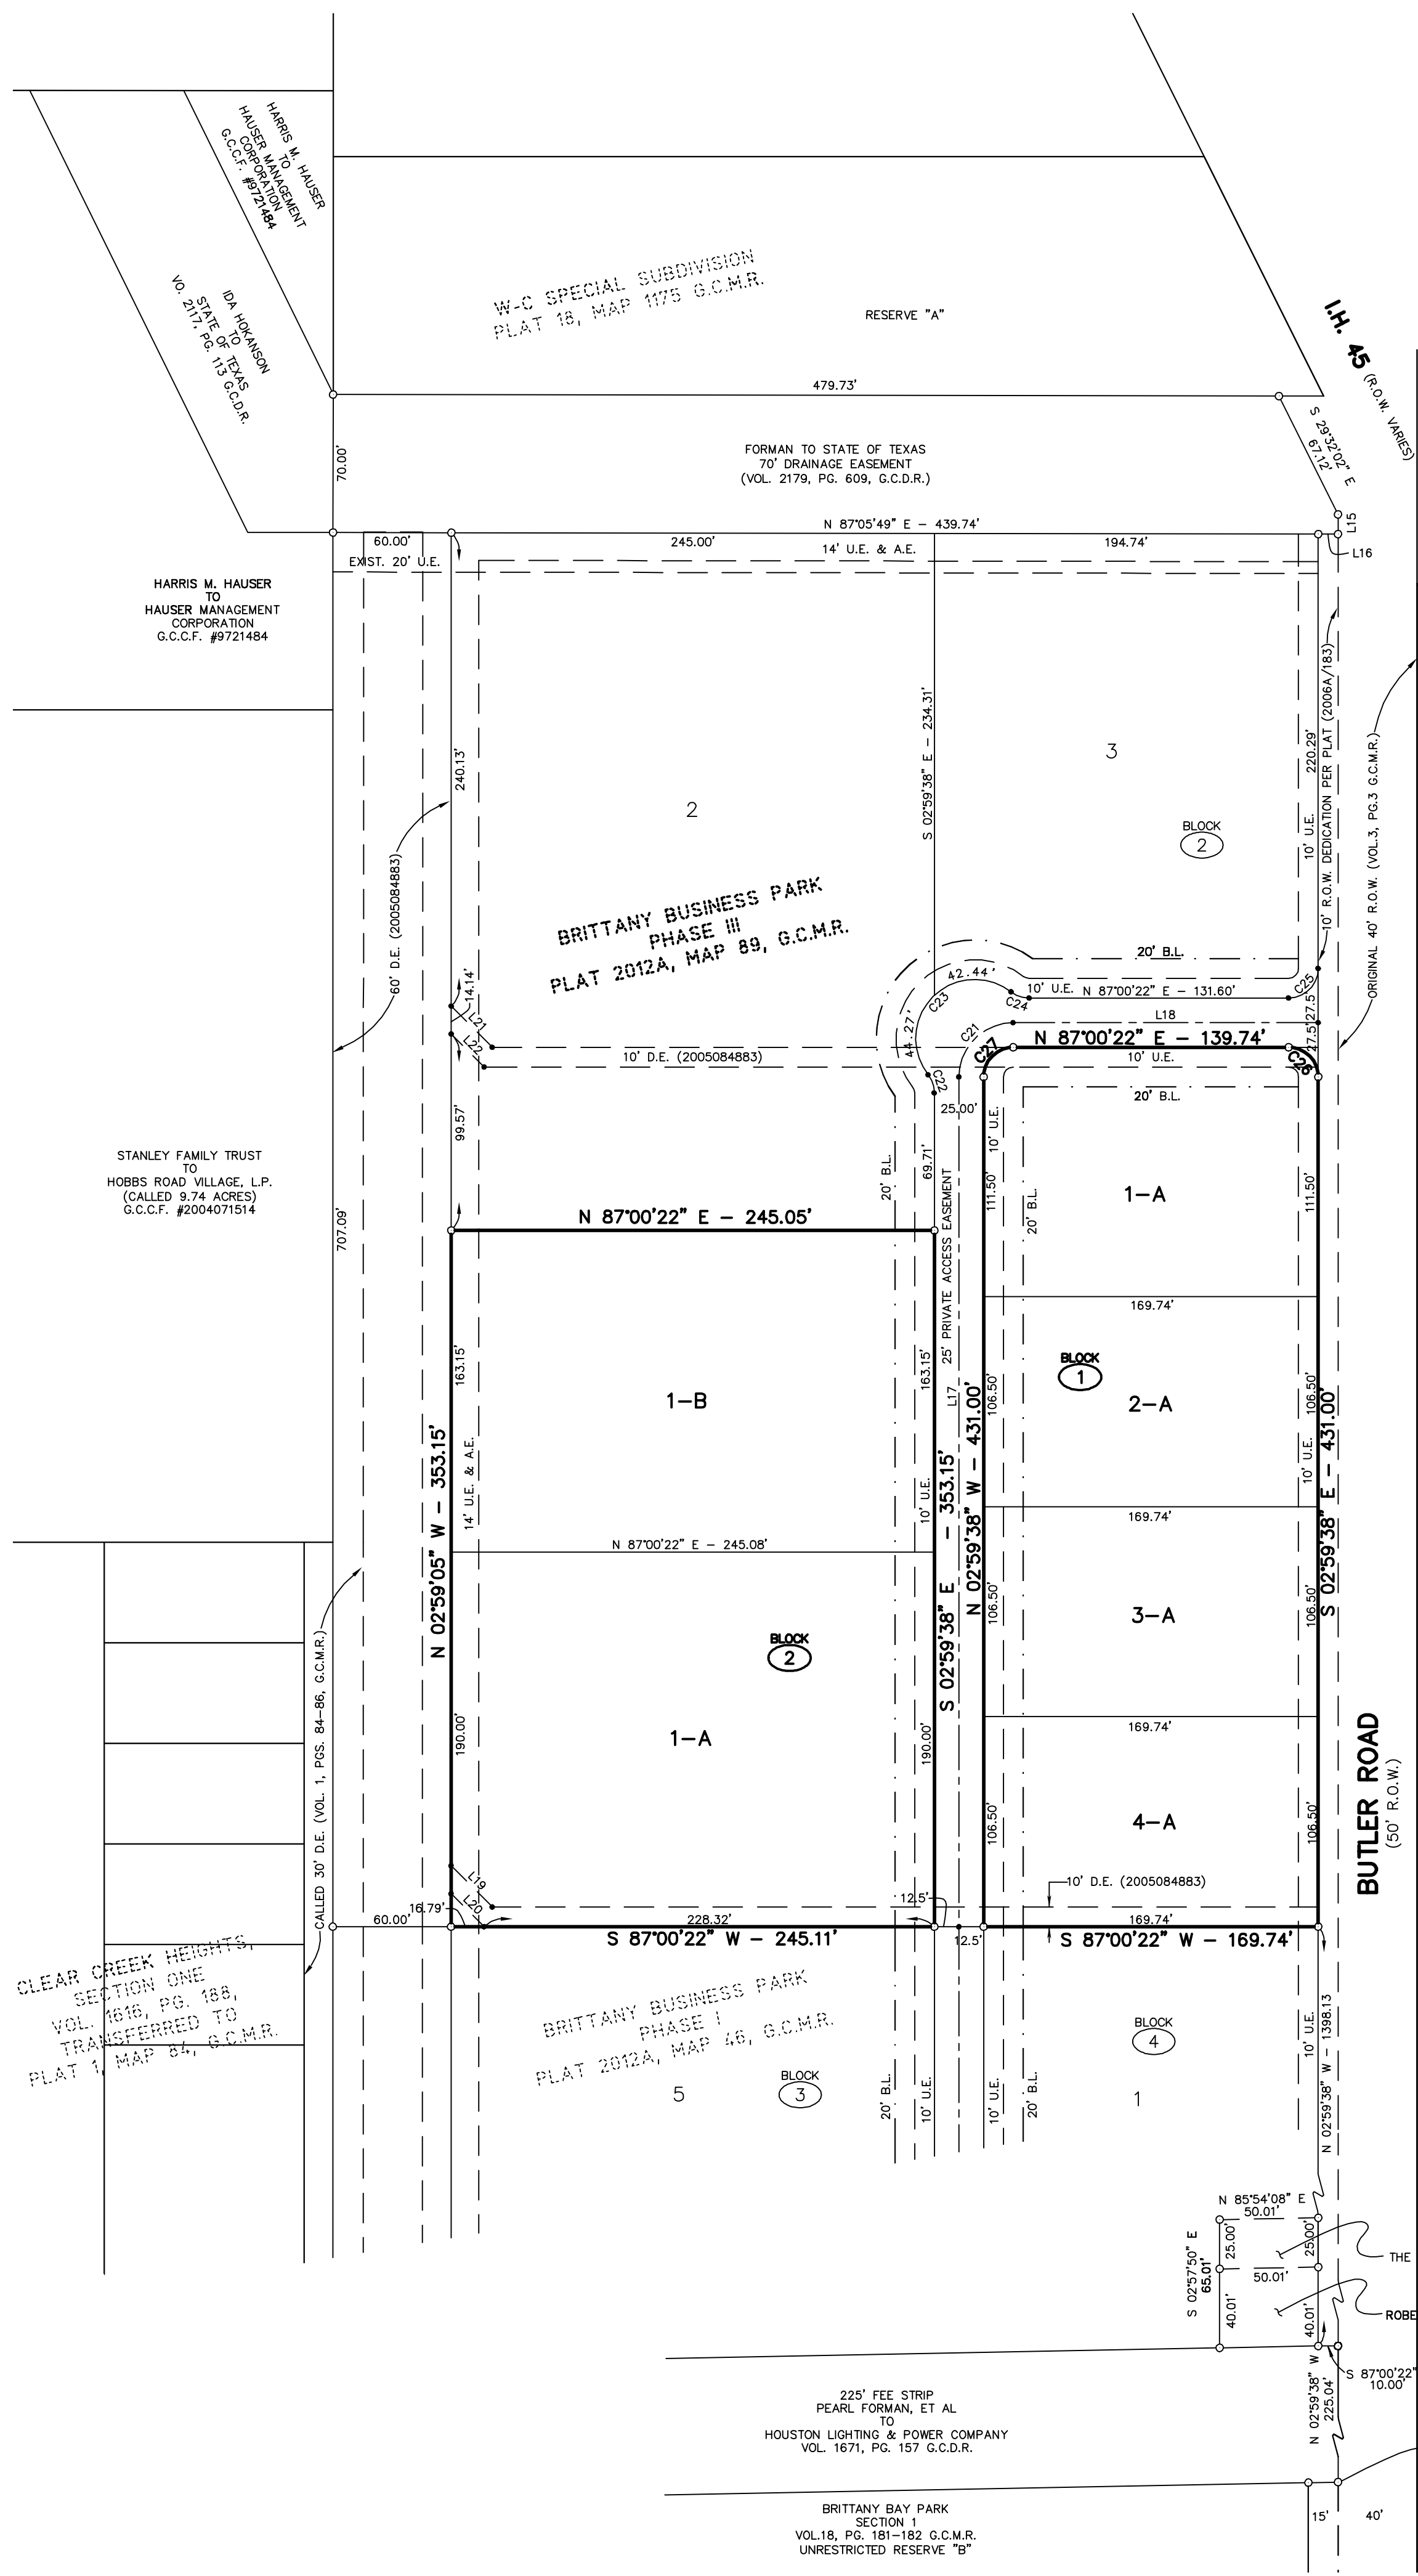 HARRIS M. HAUSER
TO
HAUSER MANAGEMENT
CORPORATION
G.C.C.F. #9721484
IDA HOKANSON
TO
STATE OF TEXAS
VO. 2117, PG. 113 G.C.D.R.
W-C SPECIAL SUBDIVISION
PLAT 18, MAP 1175 G.C.M.R.
RESERVE "A"
I.H. 45
(R.O.W. VARIES)
479.73'
S 29°32'02" E
67.12'
70.00'
FORMAN TO STATE OF TEXAS
70' DRAINAGE EASEMENT
(VOL. 2179, PG. 609, G.C.D.R.)
L15
N 87°05'49" E - 439.74'
60.00'
245.00'
194.74'
L16
14' U.E. & A.E.
EXIST. 20' U.E.
HARRIS M. HAUSER
TO
HAUSER MANAGEMENT
CORPORATION
G.C.C.F. #9721484
240.13'
S 02°59'38" E - 234.31'
2
3
BLOCK
2
220.29'
10' U.E.
10' R.O.W. DEDICATION PER PLAT (2006A/183)
ORIGINAL 40' R.O.W. (VOL.3, PG.3 G.C.M.R.)
60' D.E. (2005084883)
BRITTANY BUSINESS PARK
PHASE III
PLAT 2012A, MAP 89, G.C.M.R.
20' B.L.
42.44'
10' U.E.
N 87°00'22" E - 131.60'
C25
C24
C23
44.27'
C21
C22
L18
27.5'
27.5'
14.14'
L21
L22
10' D.E. (2005084883)
N 87°00'22" E - 139.74'
C27
C26
10' U.E.
20' B.L.
25.00'
99.57'
69.71'
20' B.L.
10' U.E.
111.50'
20' B.L.
1-A
111.50'
STANLEY FAMILY TRUST
TO
HOBBS ROAD VILLAGE, L.P.
(CALLED 9.74 ACRES)
G.C.C.F. #2004071514
707.09'
N 87°00'22" E - 245.05'
25' PRIVATE ACCESS EASEMENT
169.74'
L17
163.15'
1-B
163.15'
BLOCK
1
106.50'
2-A
106.50'
N 02°59'05" W - 353.15'
14' U.E. & A.E.
10' U.E.
S 02°59'38" E - 353.15'
N 02°59'38" W - 431.00'
10' U.E.
S 02°59'38" E - 431.00'
169.74'
N 87°00'22" E - 245.08'
106.50'
3-A
106.50'
BLOCK
2
190.00'
1-A
190.00'
169.74'
106.50'
4-A
106.50'
BUTLER ROAD
(50' R.O.W.)
CALLED 30' D.E. (VOL. 1, PGS. 84-86, G.C.M.R.)
L19
L20
16.79'
12.5'
10' D.E. (2005084883)
60.00'
228.32'
169.74'
S 87°00'22" W - 245.11'
12.5'
S 87°00'22" W - 169.74'
CLEAR CREEK HEIGHTS,
SECTION ONE
VOL. 1616, PG. 188,
TRANSFERRED TO
PLAT 1, MAP 84, G.C.M.R.
BRITTANY BUSINESS PARK
PHASE I
PLAT 2012A, MAP 46, G.C.M.R.
5
BLOCK
3
20' B.L.
10' U.E.
10' U.E.
20' B.L.
BLOCK
4
1
10' U.E.
N 02°59'38" W - 1398.13
N 85°54'08" E
50.01'
S 02°57'50" E
65.01'
25.00'
25.00'
50.01'
40.01'
40.01'
THE
ROBE
S 87°00'22"
10.00'
N 02°59'38" W
225.04'
225' FEE STRIP
PEARL FORMAN, ET AL
TO
HOUSTON LIGHTING & POWER COMPANY
VOL. 1671, PG. 157 G.C.D.R.
BRITTANY BAY PARK
SECTION 1
VOL.18, PG. 181-182 G.C.M.R.
UNRESTRICTED RESERVE "B"
15'
40'